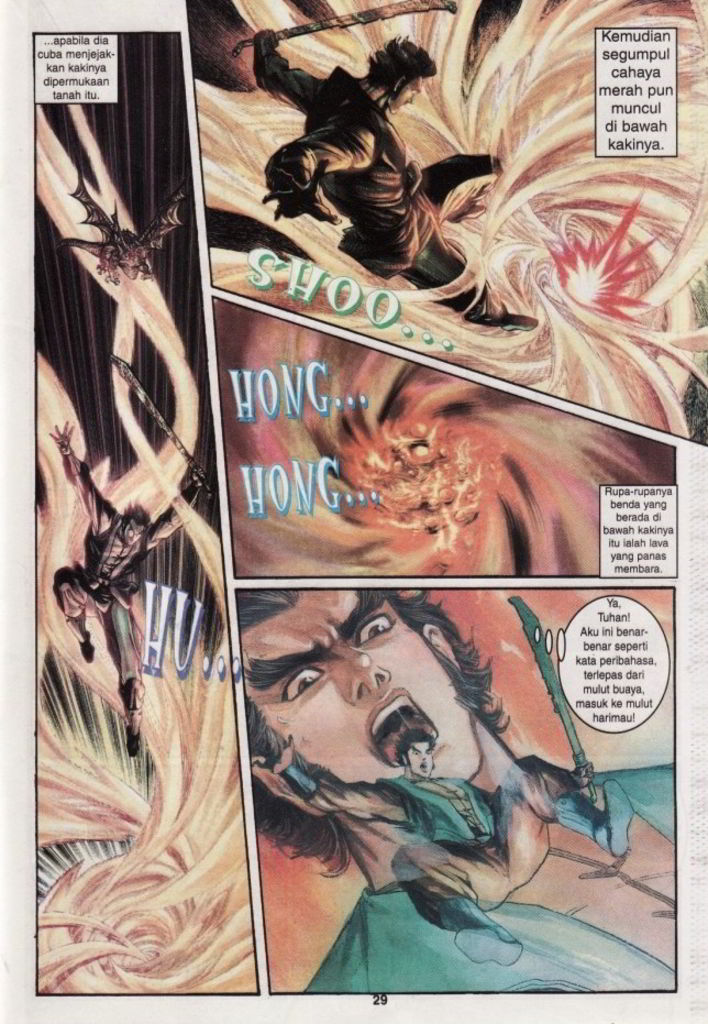 ...apabila dia
cuba menjejak-
kan kakinya
dipermukaan
tanah itu.
HU...
Kemudian
segumpul
cahaya
merah pun
muncul
di bawah
kakinya.
SHOO...
HONG...
HONG...
Rupa-rupanya
benda yang
berada di
bawah kakinya
itu ialah lava
yang panas
membara.
Ya,
Tuhan!
Aku ini benar-
benar seperti
kata peribahasa,
terlepas dari
mulut buaya,
masuk ke mulut
harimau!
29